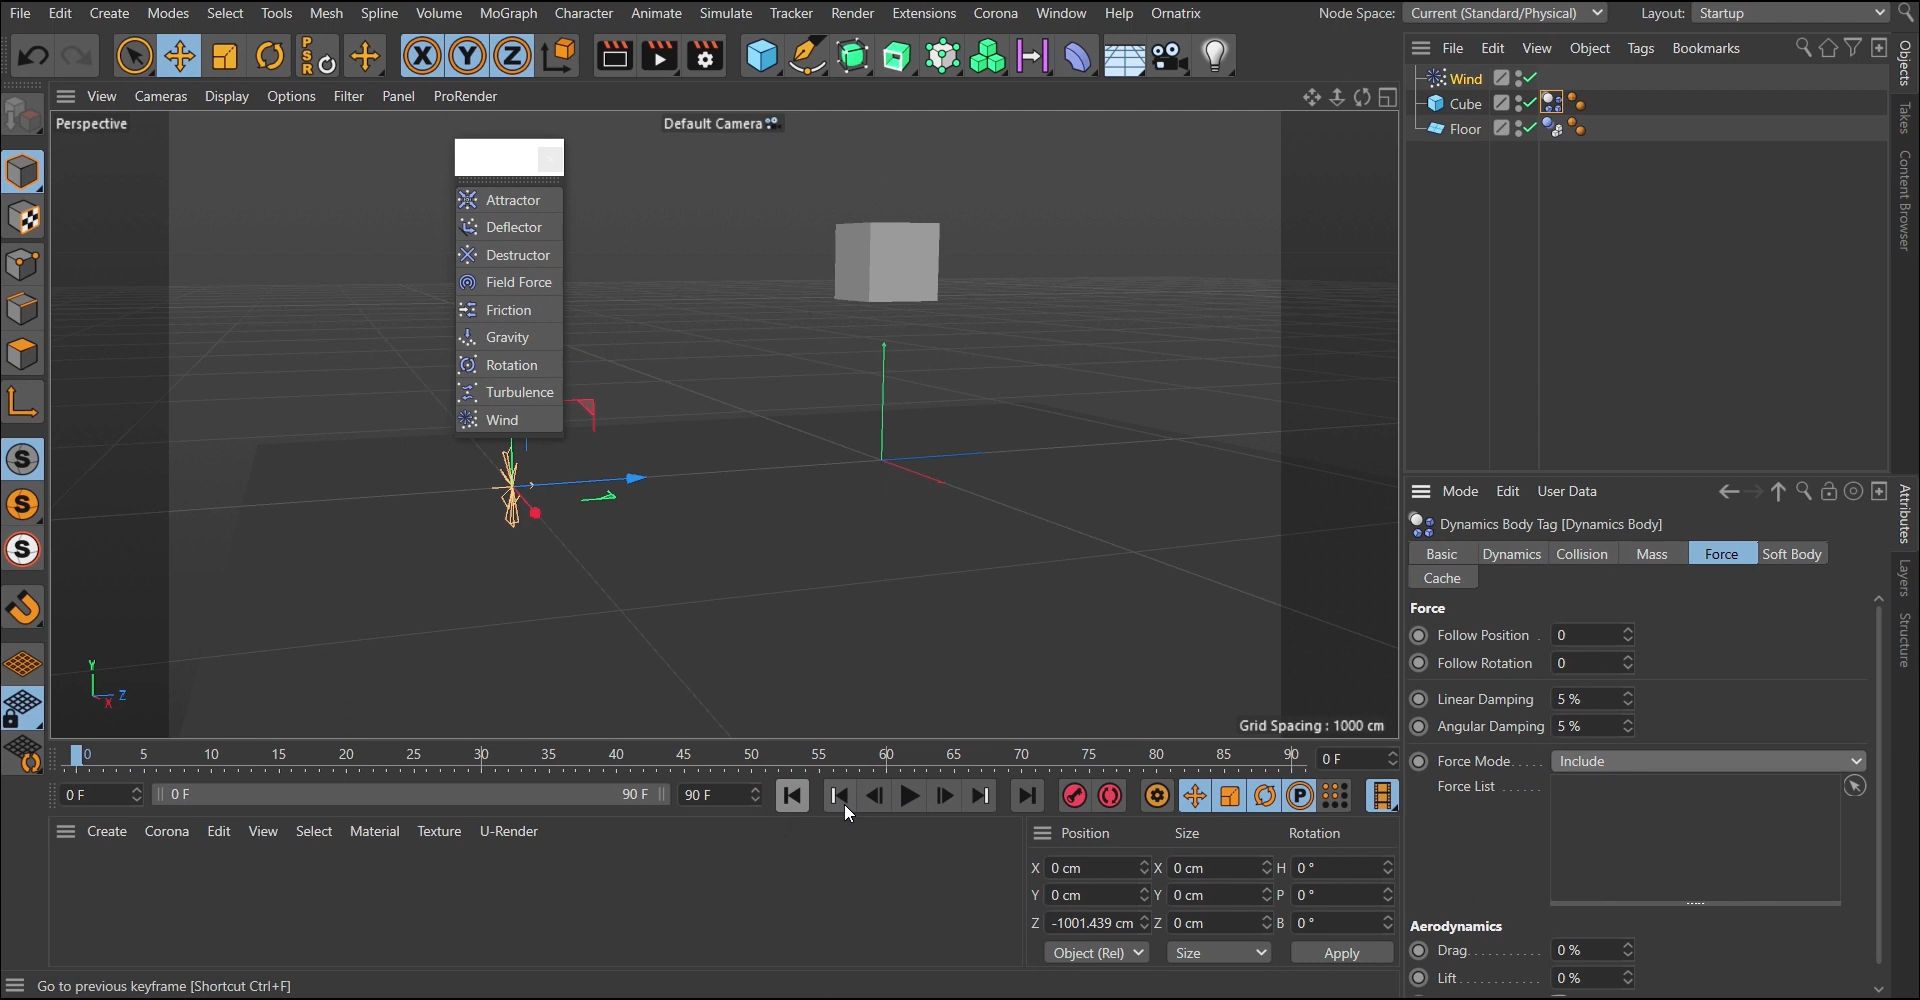 File Edit Create Modes Select Tools Mesh Spline Volume MoGraph Character Animate Simulate Tracker Render Extensions Corona Window Help Ornatrix Node Space: Current (Standard/Physical) Layout: Startup
P
S
R
X Y Z
File Edit View Object Tags Bookmarks
Objects
Takes
Content Browser
Wind
Cube
Floor
View Cameras Display Options Filter Panel ProRender
Perspective
Default Camera
Attractor
Deflector
Destructor
Field Force
Friction
Gravity
Rotation
Turbulence
Wind
S
S
S
Y
Z
X
Grid Spacing : 1000 cm
0 5 10 15 20 25 30 35 40 45 50 55 60 65 70 75 80 85 90 0 F
0 F 0 F 90 F 90 F
P
Create Corona Edit View Select Material Texture U-Render
Position Size Rotation
X 0 cm X 0 cm H 0 °
Y 0 cm Y 0 cm P 0 °
Z -1001.439 cm Z 0 cm B 0 °
Object (Rel) Size Apply
Go to previous keyframe [Shortcut Ctrl+F]
Mode Edit User Data
Attributes
Layers
Structure
Dynamics Body Tag [Dynamics Body]
Basic Dynamics Collision Mass Force Soft Body
Cache
Force
Follow Position . 0
Follow Rotation 0
Linear Damping 5 %
Angular Damping 5 %
Force Mode. . . . . Include
Force List . . . . . .
Aerodynamics
Drag. . . . . . . . . . . 0 %
Lift. . . . . . . . . . . . 0 %